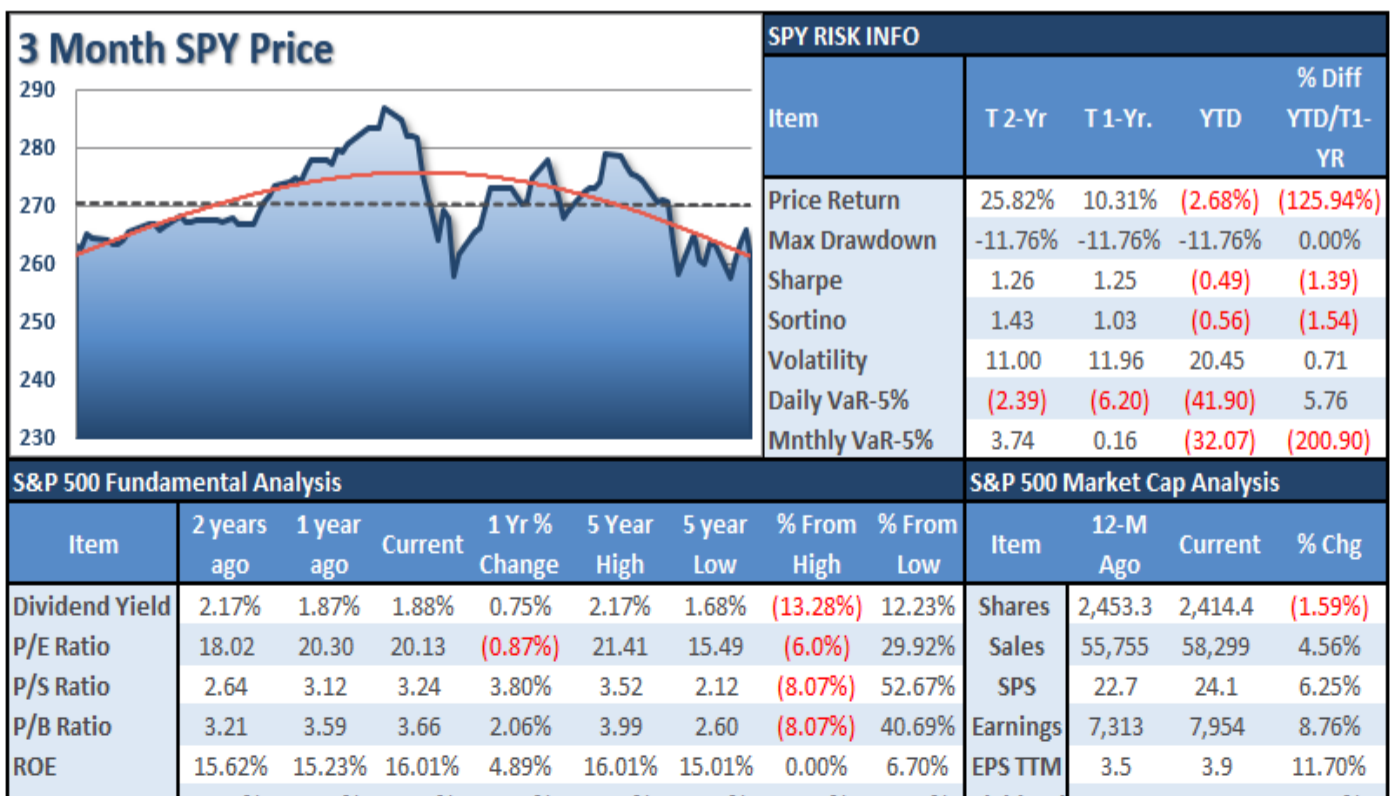 3 Month SPY Price
290
280
270
260
250
240
230
SPY RISK INFO
Item T 2-Yr T 1-Yr. YTD % Diff YTD/T1-YR
Price Return 25.82% 10.31% (2.68%) (125.94%)
Max Drawdown -11.76% -11.76% -11.76% 0.00%
Sharpe 1.26 1.25 (0.49) (1.39)
Sortino 1.43 1.03 (0.56) (1.54)
Volatility 11.00 11.96 20.45 0.71
Daily VaR-5% (2.39) (6.20) (41.90) 5.76
Mnthly VaR-5% 3.74 0.16 (32.07) (200.90)
S&P 500 Fundamental Analysis
Item 2 years ago 1 year ago Current 1 Yr % Change 5 Year High 5 year Low % From High % From Low
Dividend Yield 2.17% 1.87% 1.88% 0.75% 2.17% 1.68% (13.28%) 12.23%
P/E Ratio 18.02 20.30 20.13 (0.87%) 21.41 15.49 (6.0%) 29.92%
P/S Ratio 2.64 3.12 3.24 3.80% 3.52 2.12 (8.07%) 52.67%
P/B Ratio 3.21 3.59 3.66 2.06% 3.99 2.60 (8.07%) 40.69%
ROE 15.62% 15.23% 16.01% 4.89% 16.01% 15.01% 0.00% 6.70%
S&P 500 Market Cap Analysis
Item 12-M Ago Current % Chg
Shares 2,453.3 2,414.4 (1.59%)
Sales 55,755 58,299 4.56%
SPS 22.7 24.1 6.25%
Earnings 7,313 7,954 8.76%
EPS TTM 3.5 3.9 11.70%